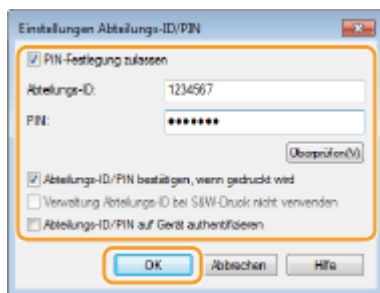 Einstellungen Abteilungs-ID/PIN
PIN-Festlegung zulassen
Abteilungs-ID: 1234567
PIN: •••••••
Überprüfen(V)
Abteilungs-ID/PIN bestätigen, wenn gedruckt wird
Verwaltung Abteilungs-ID bei S&W-Druck nicht verwenden
Abteilungs-ID/PIN auf Gerät authentifizieren
OK Abbrechen Hilfe